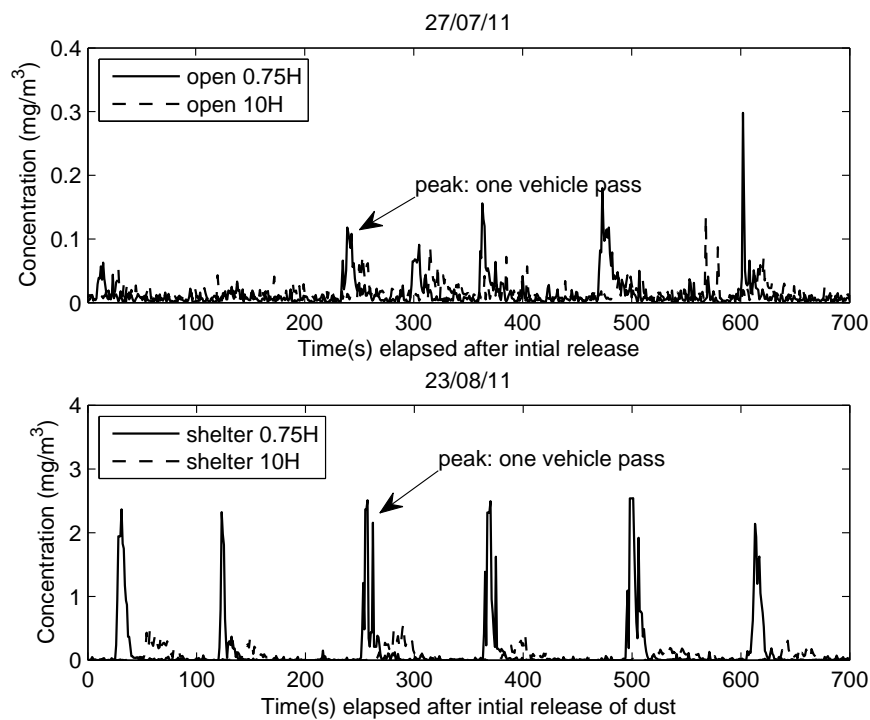 27/07/11
0.4
open 0.75H
open 10H
0.3
Concentration (mg/m³)
0.2
peak: one vehicle pass
0.1
0
100 200 300 400 500 600 700
Time(s) elapsed after intial release
23/08/11
4
shelter 0.75H
shelter 10H
3
Concentration (mg/m³)
peak: one vehicle pass
2
1
0
0 100 200 300 400 500 600 700
Time(s) elapsed after intial release of dust